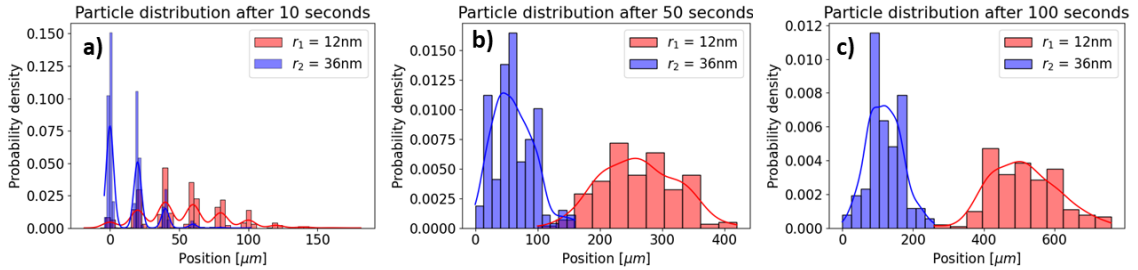 Particle distribution after 10 seconds
a)
r₁ = 12nm
r₂ = 36nm
Probability density
0.150
0.125
0.100
0.075
0.050
0.025
0.000
0
50
100
150
Position [μm]
Particle distribution after 50 seconds
b)
r₁ = 12nm
r₂ = 36nm
Probability density
0.0150
0.0125
0.0100
0.0075
0.0050
0.0025
0.0000
0
100
200
300
400
Position [μm]
Particle distribution after 100 seconds
c)
r₁ = 12nm
r₂ = 36nm
Probability density
0.012
0.010
0.008
0.006
0.004
0.002
0.000
0
200
400
600
Position [μm]